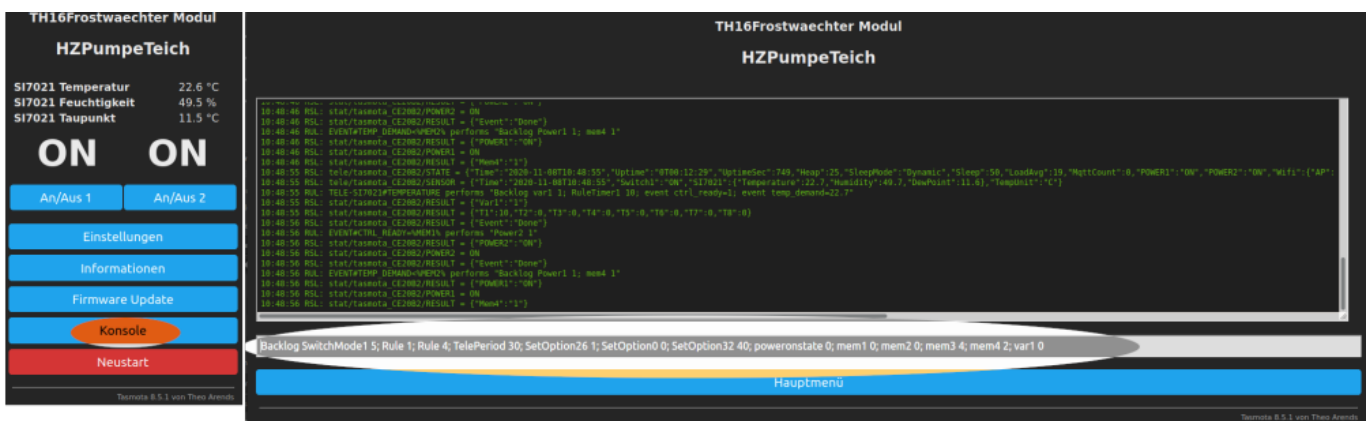 TH16Frostwaechter Modul
HZPumpeTeich
SI7021 Temperatur 22.6 °C
SI7021 Feuchtigkeit 49.5 %
SI7021 Taupunkt 11.5 °C
ON ON
An/Aus 1 An/Aus 2
Einstellungen
Informationen
Firmware Update
Konsole
Neustart
Tasmota 8.5.1 von Theo Arends
TH16Frostwaechter Modul
HZPumpeTeich
10:48:46 RSL: stat/tasmota_CE20B2/POWER2 = ON
10:48:46 RSL: stat/tasmota_CE20B2/RESULT = {"Event":"Done"}
10:48:46 RUL: EVENT#TEMP_DEMAND<%MEM2% performs "Backlog Power1 1; mem4 1"
10:48:46 RSL: stat/tasmota_CE20B2/RESULT = {"POWER1":"ON"}
10:48:46 RSL: stat/tasmota_CE20B2/POWER1 = ON
10:48:46 RSL: stat/tasmota_CE20B2/RESULT = {"Mem4":"1"}
10:48:55 RSL: tele/tasmota_CE20B2/STATE = {"Time":"2020-11-08T10:48:55","Uptime":"0T00:12:29","UptimeSec":749,"Heap":25,"SleepMode":"Dynamic","Sleep":50,"LoadAvg":19,"MqttCount":0,"POWER1":"ON","POWER2":"ON","Wifi":{"AP":
10:48:55 RSL: tele/tasmota_CE20B2/SENSOR = {"Time":"2020-11-08T10:48:55","Switch1":"ON","SI7021":{"Temperature":22.7,"Humidity":49.7,"DewPoint":11.6},"TempUnit":"C"}
10:48:55 RUL: TELE-SI7021#TEMPERATURE performs "Backlog var1 1; RuleTimer1 10; event ctrl_ready=1; event temp_demand=22.7"
10:48:55 RSL: stat/tasmota_CE20B2/RESULT = {"Var1":"1"}
10:48:55 RSL: stat/tasmota_CE20B2/RESULT = {"T1":10,"T2":0,"T3":0,"T4":0,"T5":0,"T6":0,"T7":0,"T8":0}
10:48:56 RSL: stat/tasmota_CE20B2/RESULT = {"Event":"Done"}
10:48:56 RUL: EVENT#CTRL_READY=%MEM1% performs "Power2 1"
10:48:56 RSL: stat/tasmota_CE20B2/RESULT = {"POWER2":"ON"}
10:48:56 RSL: stat/tasmota_CE20B2/POWER2 = ON
10:48:56 RSL: stat/tasmota_CE20B2/RESULT = {"Event":"Done"}
10:48:56 RUL: EVENT#TEMP_DEMAND<%MEM2% performs "Backlog Power1 1; mem4 1"
10:48:56 RSL: stat/tasmota_CE20B2/RESULT = {"POWER1":"ON"}
10:48:56 RSL: stat/tasmota_CE20B2/POWER1 = ON
10:48:56 RSL: stat/tasmota_CE20B2/RESULT = {"Mem4":"1"}
Backlog SwitchMode1 5; Rule 1; Rule 4; TelePeriod 30; SetOption26 1; SetOption0 0; SetOption32 40; poweronstate 0; mem1 0; mem2 0; mem3 4; mem4 2; var1 0
Hauptmenü
Tasmota 8.5.1 von Theo Arends